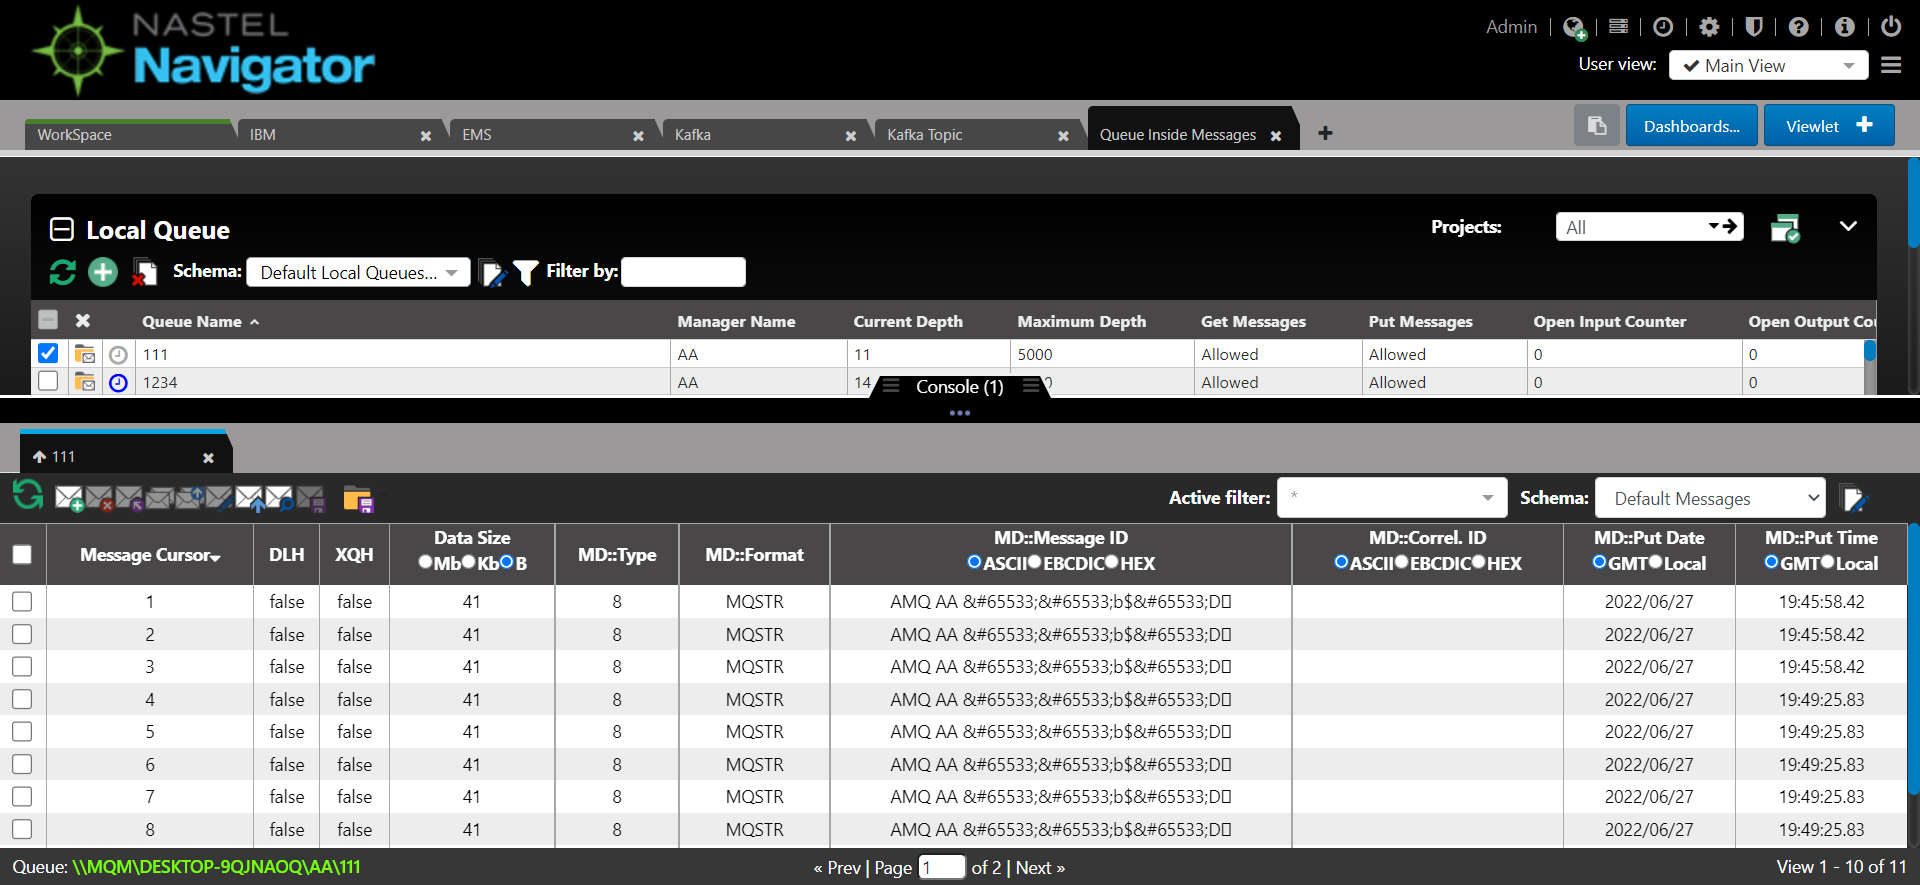 NASTEL
Navigator
Admin
User view: Main View
WorkSpace IBM EMS Kafka Kafka Topic Queue Inside Messages
Dashboards... Viewlet
Local Queue
Projects: All
Schema: Default Local Queues... Filter by:
Queue Name Manager Name Current Depth Maximum Depth Get Messages Put Messages Open Input Counter Open Output Cou
111 AA 11 5000 Allowed Allowed 0 0
1234 AA 14 Allowed Allowed 0 0
Console (1)
111
Active filter: * Schema: Default Messages
Message Cursor DLH XQH Data Size MD::Type MD::Format MD::Message ID MD::Correl. ID MD::Put Date MD::Put Time
Mb Kb B ASCII EBCDIC HEX ASCII EBCDIC HEX GMT Local GMT Local
1 false false 41 8 MQSTR AMQ AA &#65533;&#65533;b$&#65533;D▯ 2022/06/27 19:45:58.42
2 false false 41 8 MQSTR AMQ AA &#65533;&#65533;b$&#65533;D▯ 2022/06/27 19:45:58.42
3 false false 41 8 MQSTR AMQ AA &#65533;&#65533;b$&#65533;D▯ 2022/06/27 19:45:58.42
4 false false 41 8 MQSTR AMQ AA &#65533;&#65533;b$&#65533;D▯ 2022/06/27 19:49:25.83
5 false false 41 8 MQSTR AMQ AA &#65533;&#65533;b$&#65533;D▯ 2022/06/27 19:49:25.83
6 false false 41 8 MQSTR AMQ AA &#65533;&#65533;b$&#65533;D▯ 2022/06/27 19:49:25.83
7 false false 41 8 MQSTR AMQ AA &#65533;&#65533;b$&#65533;D▯ 2022/06/27 19:49:25.83
8 false false 41 8 MQSTR AMQ AA &#65533;&#65533;b$&#65533;D▯ 2022/06/27 19:49:25.83
Queue: \\MQM\DESKTOP-9QJNAOQ\AA\111 « Prev | Page 1 of 2 | Next » View 1 - 10 of 11